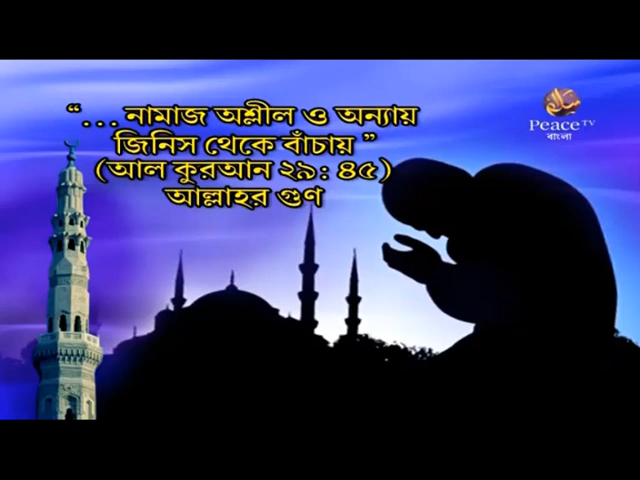 “... নামাজ অশ্লীল ও অন্যায়
জিনিস থেকে বাঁচায় ”
(আল কুরআন ২৯: ৪৫)
আল্লাহর গুণ
Peace TV
বাংলা